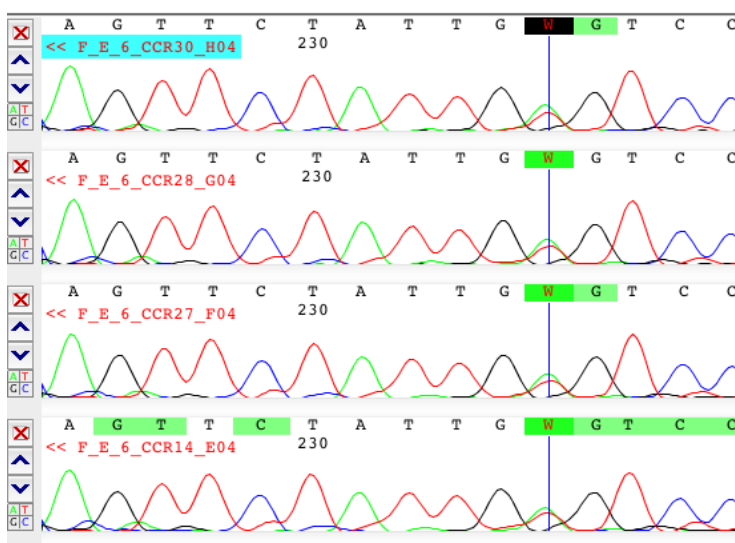 A G T T C T A T T G W G T C C
<< F_E_6_CCR30_H04 230
A T
G C
A G T T C T A T T G W G T C C
<< F_E_6_CCR28_G04 230
A T
G C
A G T T C T A T T G W G T C C
<< F_E_6_CCR27_F04 230
A T
G C
A G T T C T A T T G W G T C C
<< F_E_6_CCR14_E04 230
A T
G C